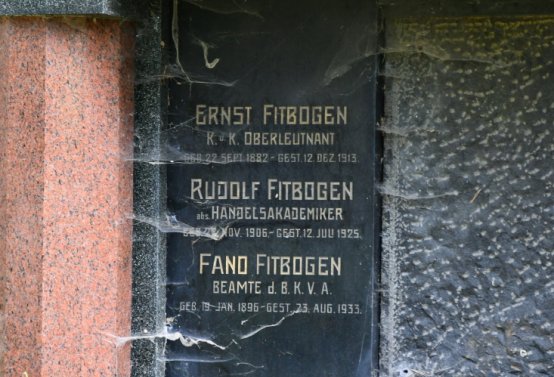 ERNST FITBOGEN
K. u K. OBERLEUTNANT
GEB. 22. SEPT. 1882 - GEST. 12. DEZ. 1913.
RUDOLF FITBOGEN
abs. HANDELSAKADEMIKER
NOV. 1906 - GEST. 12. JULI 1925.
FANO FITBOGEN
BEAMTE d. B. K. V. A.
GEB. 19. JAN. 1896 - GEST. 23. AUG. 1933.